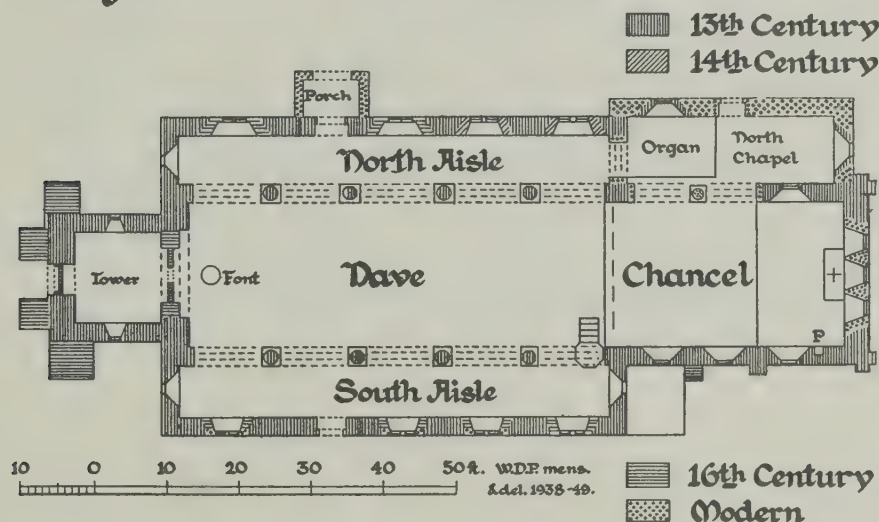 13th Century
14th Century
Porch
North Aisle
Organ
North
Chapel
Tower
Font
Nave
Chancel
P
South Aisle
10 0 10 20 30 40 50 ft. W.D.P. mens.
& del. 1938-49.
16th Century
Modern